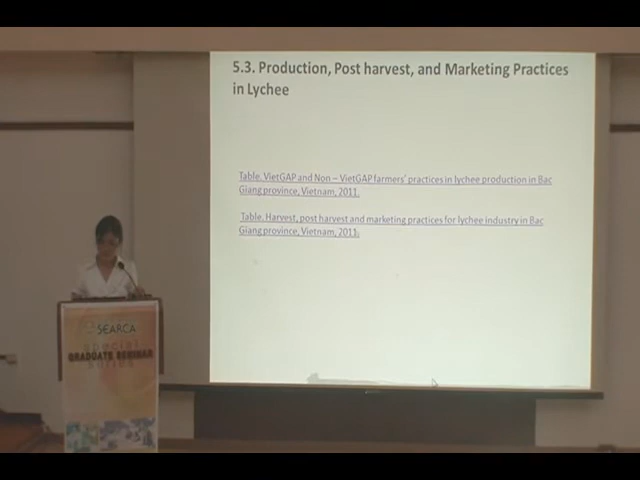 5.3. Production, Post harvest, and Marketing Practices
in Lychee
Table. VietGAP and Non – VietGAP farmers' practices in lychee production in Bac
Giang province, Vietnam, 2011.
Table. Harvest, post harvest and marketing practices for lychee industry in Bac
Giang province, Vietnam, 2011.
SEARCA
special
GRADUATE SEMINAR
series